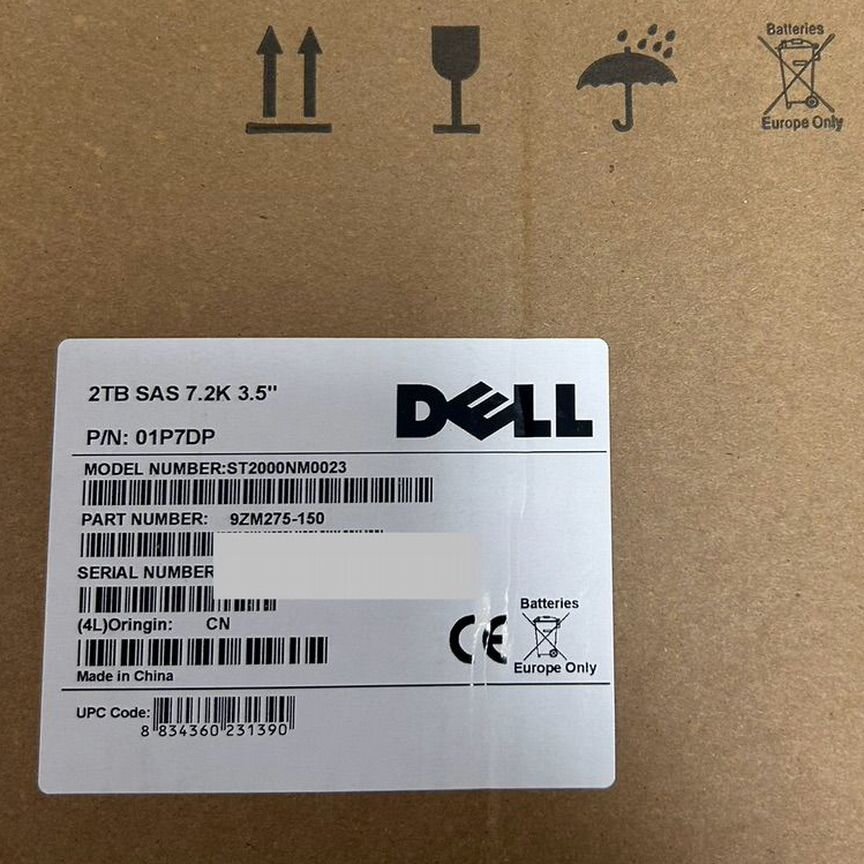 Batteries
Europe Only
2TB SAS 7.2K 3.5"
DELL
P/N: 01P7DP
MODEL NUMBER:ST2000NM0023
PART NUMBER: 9ZM275-150
SERIAL NUMBER
(4L)Oringin: CN
CE
Batteries
Europe Only
Made in China
UPC Code:
8 834360 231390